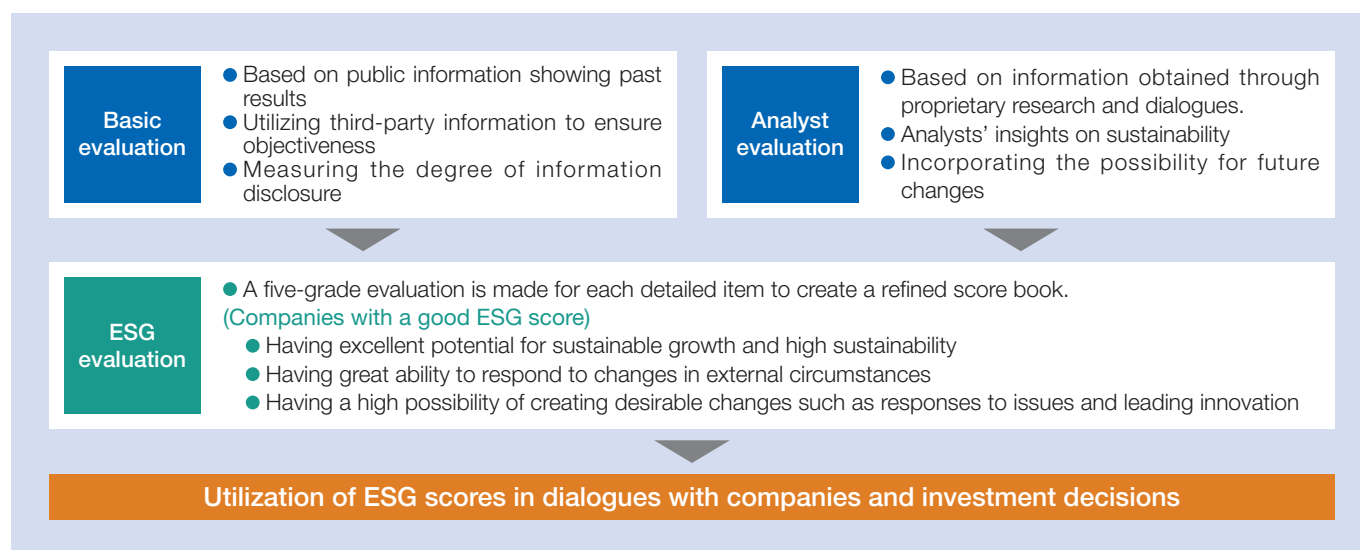 Basic
evaluation
● Based on public information showing past
results
● Utilizing third-party information to ensure
objectiveness
● Measuring the degree of information
disclosure
Analyst
evaluation
● Based on information obtained through
proprietary research and dialogues.
● Analysts' insights on sustainability
● Incorporating the possibility for future
changes
ESG
evaluation
● A five-grade evaluation is made for each detailed item to create a refined score book.
(Companies with a good ESG score)
● Having excellent potential for sustainable growth and high sustainability
● Having great ability to respond to changes in external circumstances
● Having a high possibility of creating desirable changes such as responses to issues and leading innovation
Utilization of ESG scores in dialogues with companies and investment decisions